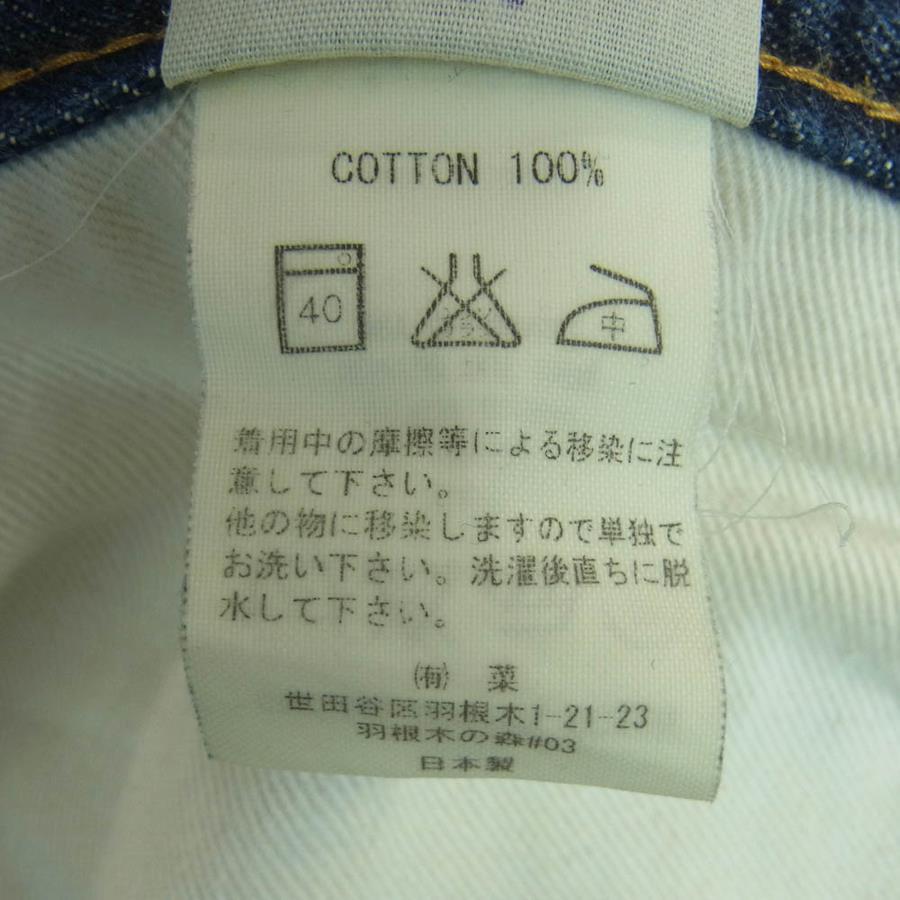 COTTON 100%
40
エンソ
中
着用中の摩擦等による移染に注
意して下さい。
他の物に移染しますので単独で
お洗い下さい。洗濯後直ちに脱
水して下さい。
㈲ 菜
世田谷区羽根木1-21-23
羽根木の森#03
日本製